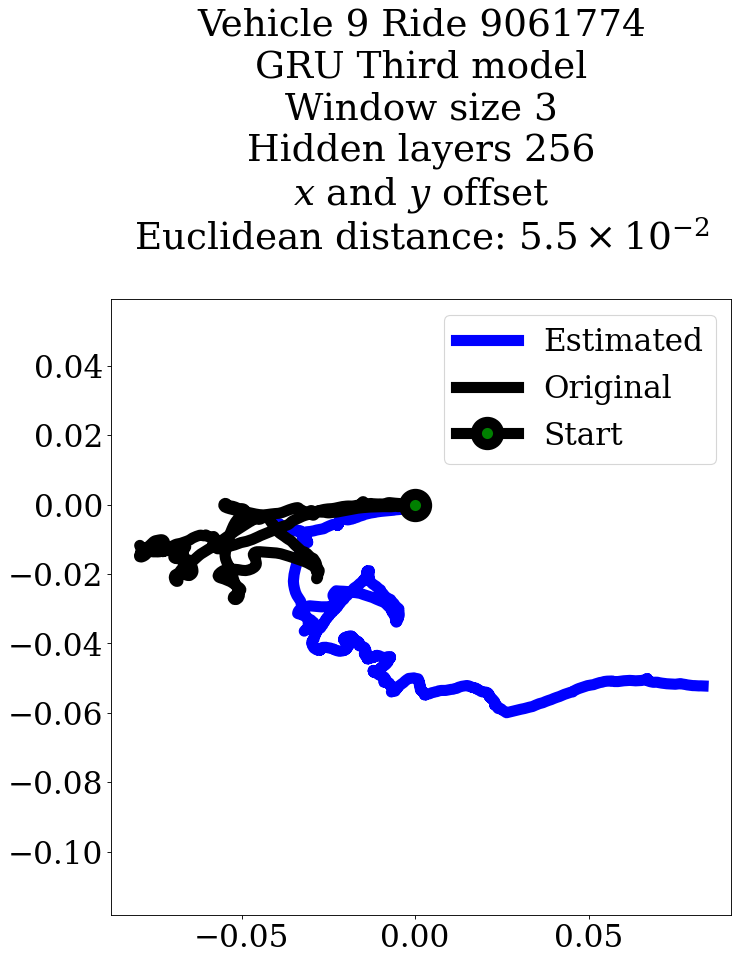 Vehicle 9 Ride 9061774
GRU Third model
Window size 3
Hidden layers 256
x and y offset
Euclidean distance: 5.5 × 10⁻²
Estimated
Original
Start
0.04
0.02
0.00
−0.02
−0.04
−0.06
−0.08
−0.10
−0.05 0.00 0.05